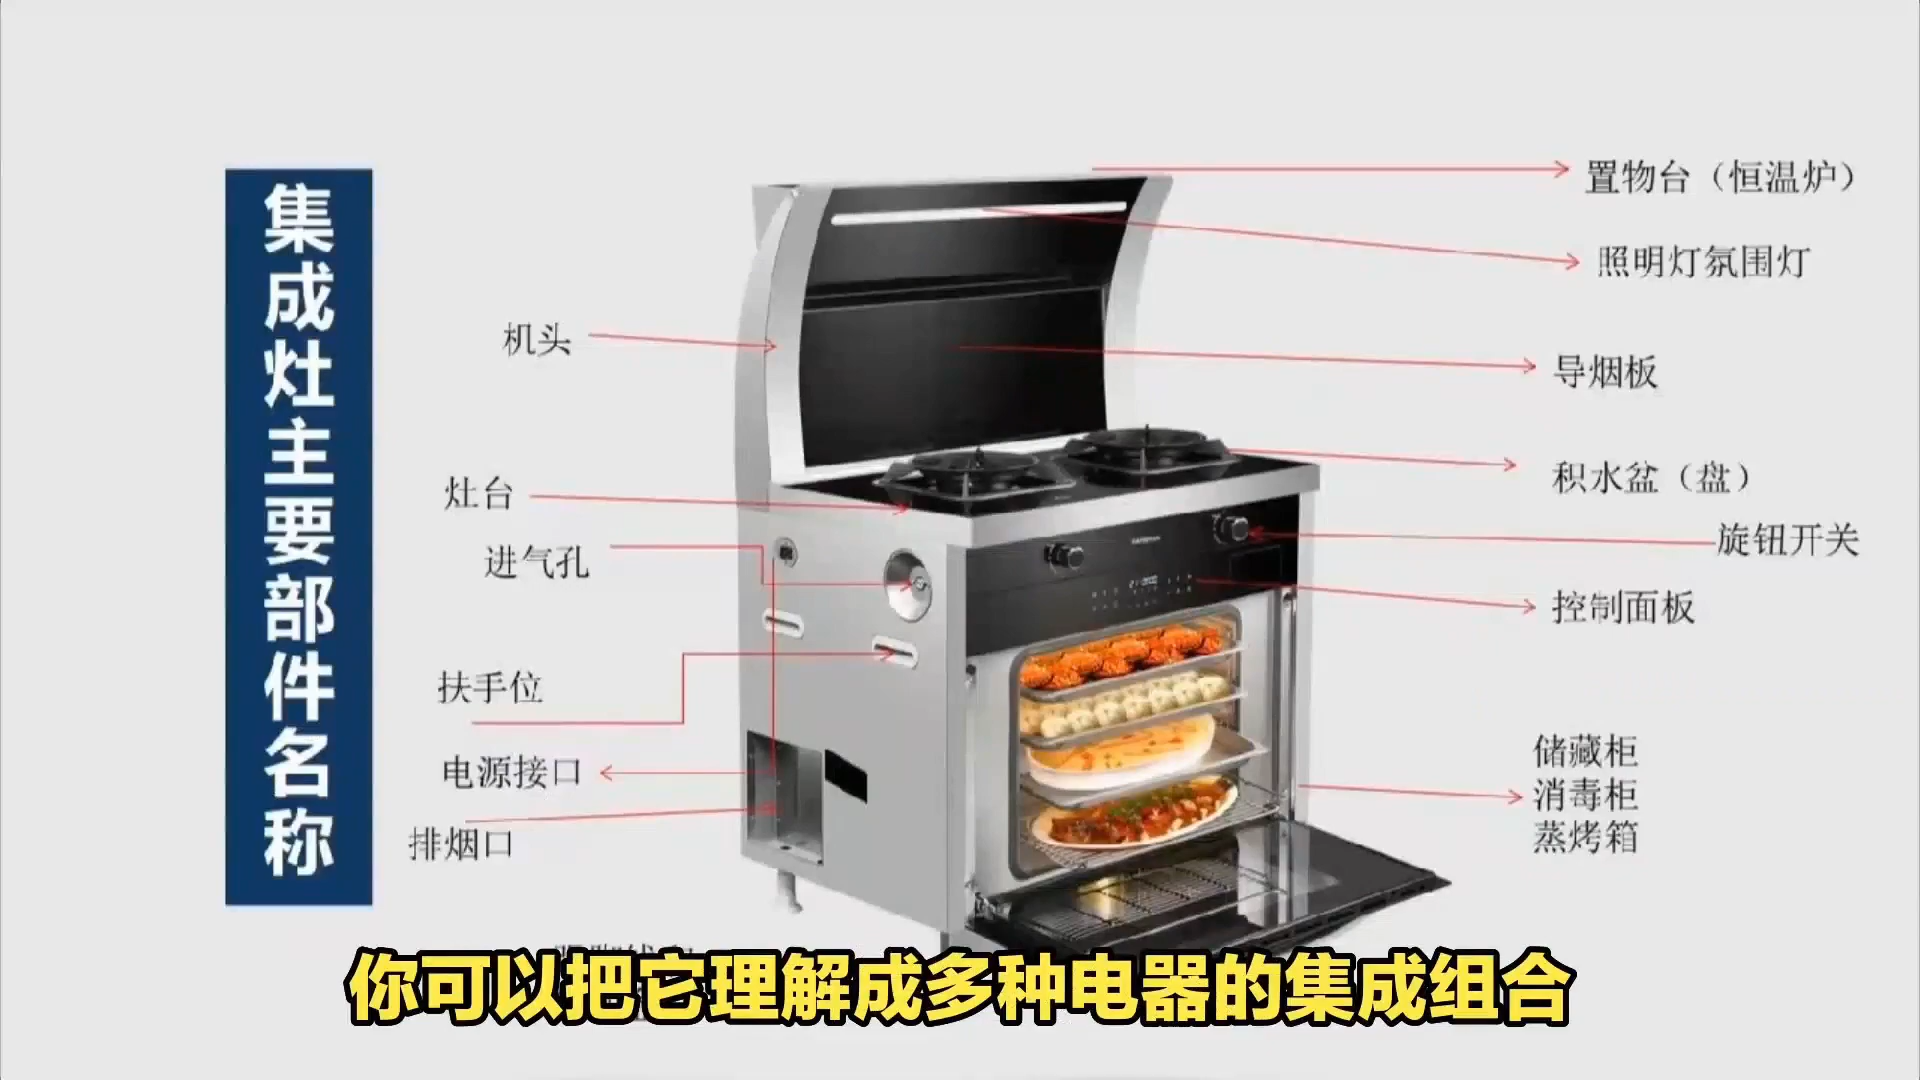 集成灶主要部件名称
置物台（恒温炉）
照明灯氛围灯
机头
导烟板
积水盆（盘）
灶台
旋钮开关
进气孔
控制面板
扶手位
储藏柜
电源接口
消毒柜
蒸烤箱
排烟口
你可以把它理解成多种电器的集成组合